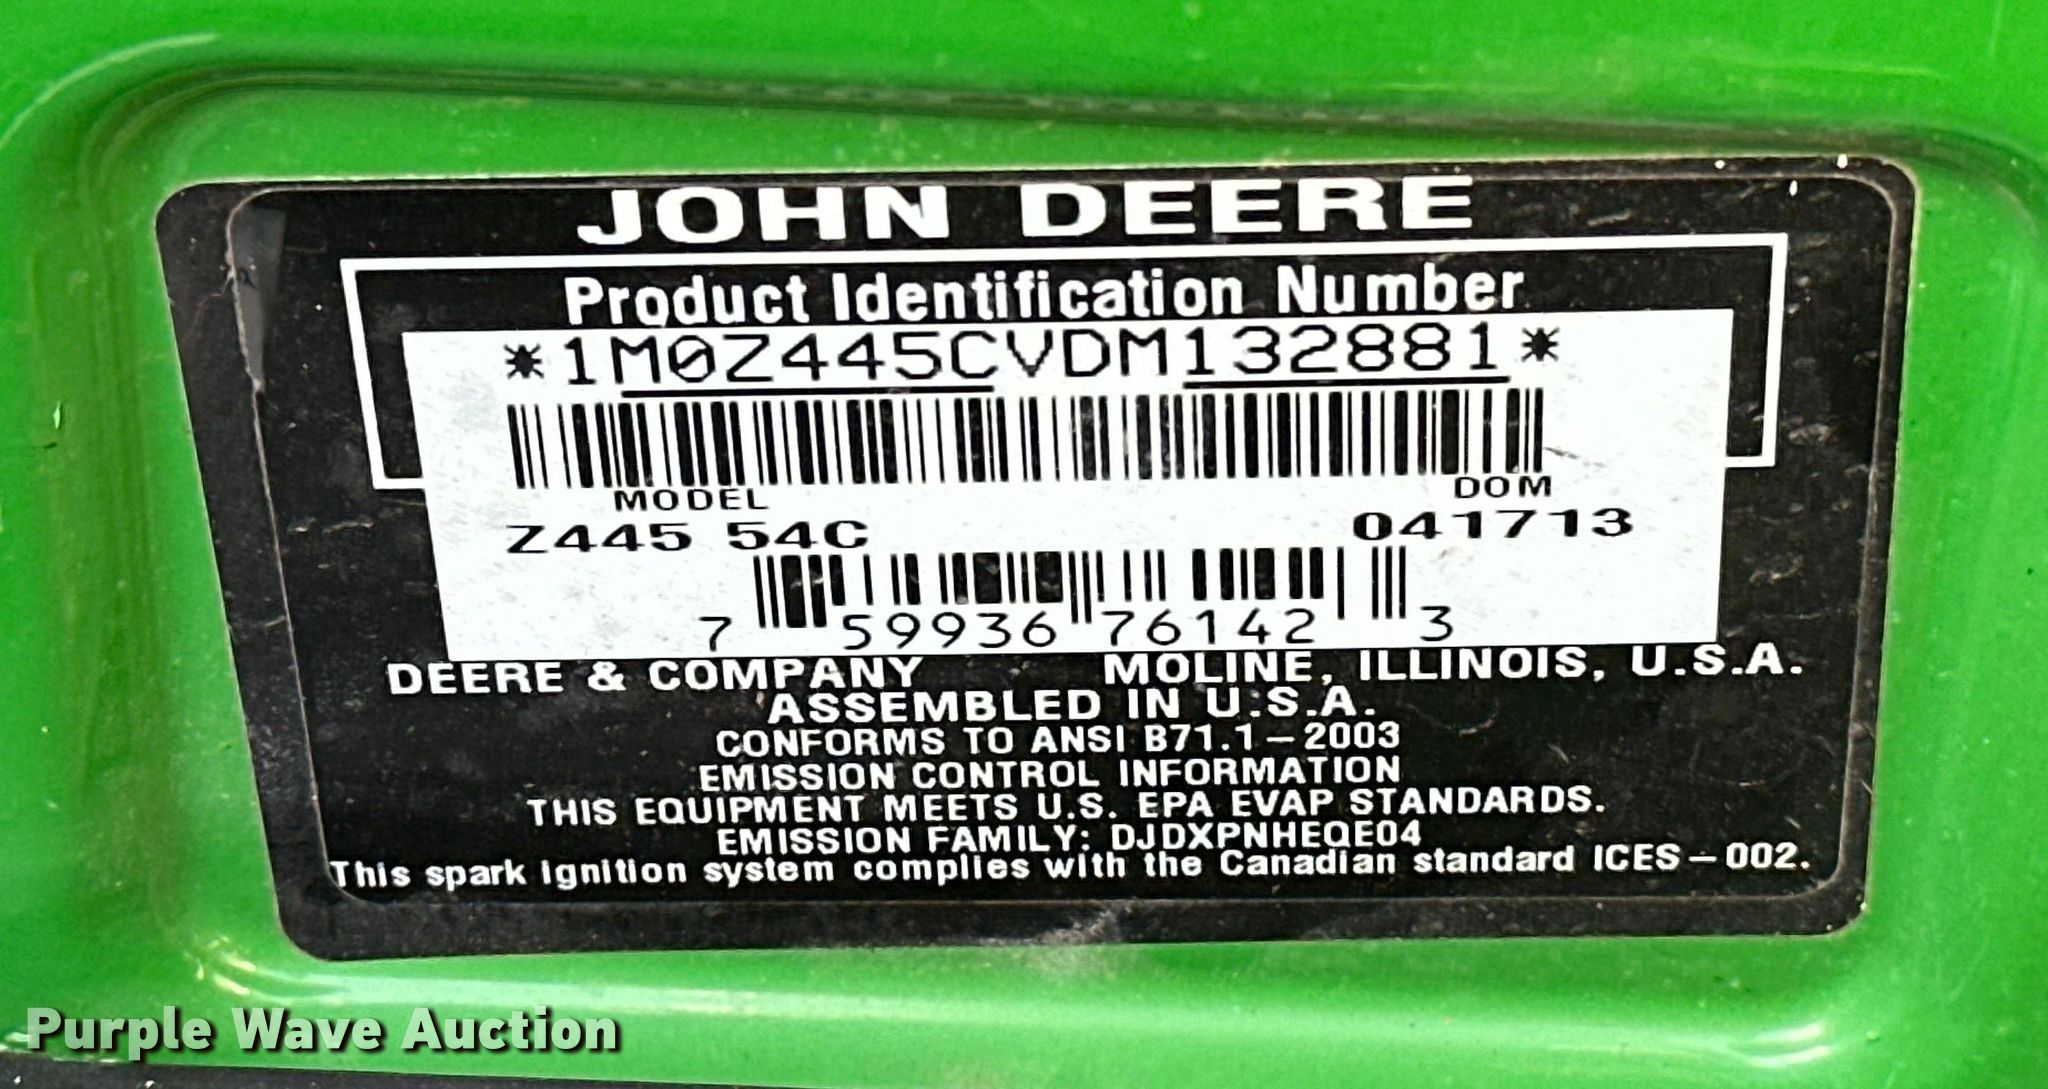 JOHN DEERE
Product Identification Number
*1M0Z445CVDM132881*
MODEL DOM
Z445 54C 041713
7 59936 76142 3
DEERE & COMPANY MOLINE, ILLINOIS, U.S.A.
ASSEMBLED IN U.S.A.
CONFORMS TO ANSI B71.1-2003
EMISSION CONTROL INFORMATION
THIS EQUIPMENT MEETS U.S. EPA EVAP STANDARDS.
EMISSION FAMILY: DJDXPNHEQE04
This spark ignition system complies with the Canadian standard ICES-002.
Purple Wave Auction